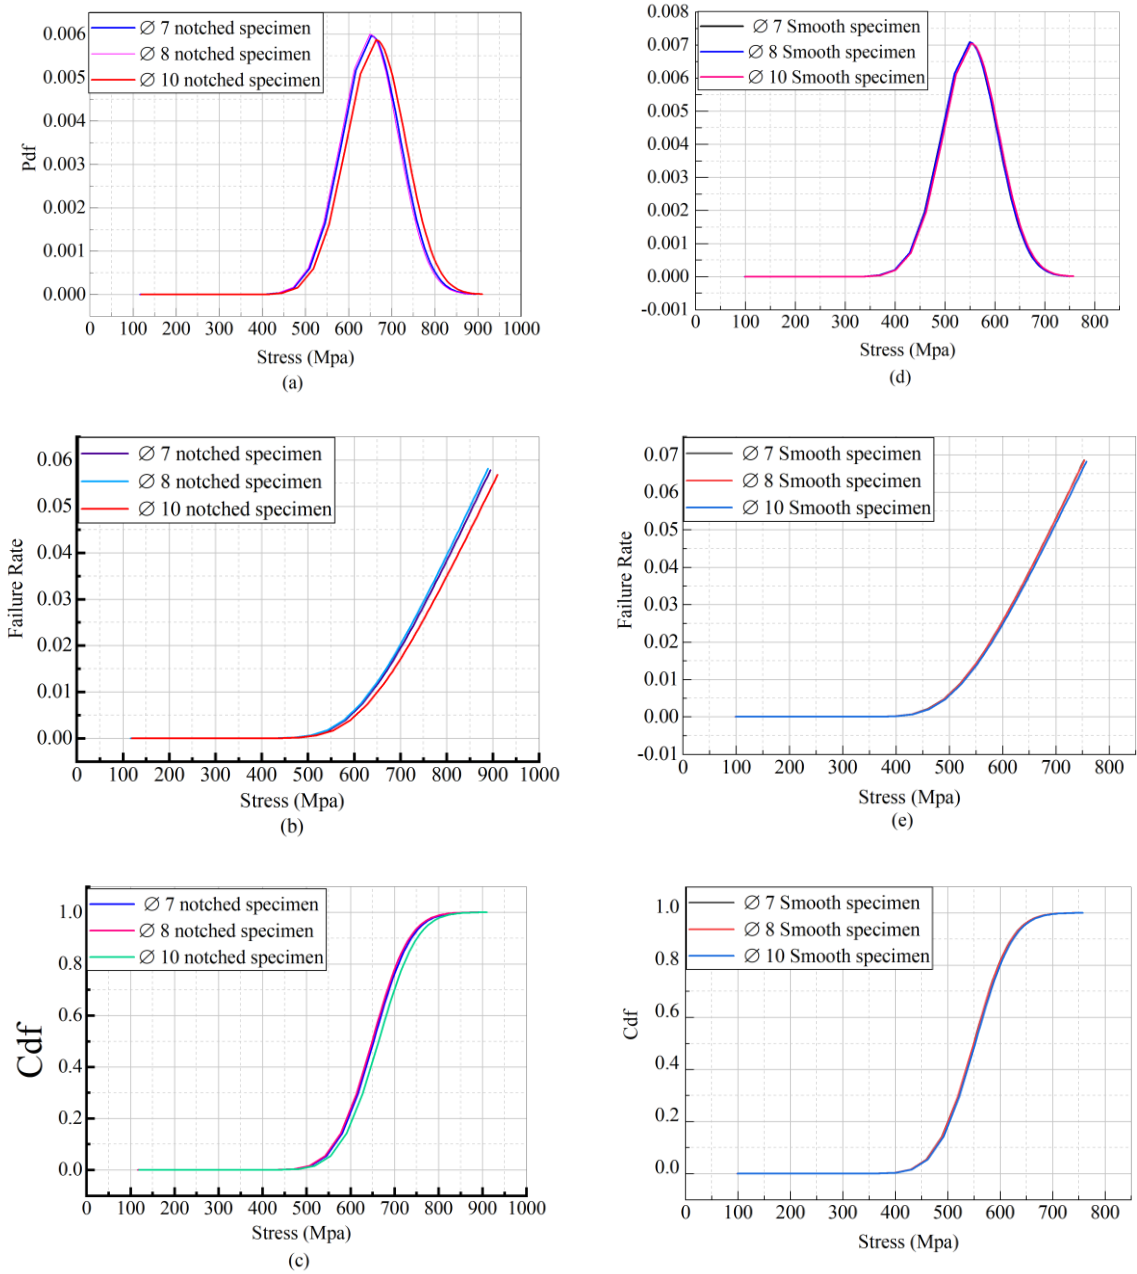 ∅ 7 notched specimen
∅ 8 notched specimen
∅ 10 notched specimen
0.006
0.005
0.004
0.003
0.002
0.001
0.000
Pdf
0 100 200 300 400 500 600 700 800 900 1000
Stress (Mpa)
(a)
∅ 7 Smooth specimen
∅ 8 Smooth specimen
∅ 10 Smooth specimen
0.008
0.007
0.006
0.005
0.004
0.003
0.002
0.001
0.000
-0.001
0 100 200 300 400 500 600 700 800
Stress (Mpa)
(d)
∅ 7 notched specimen
∅ 8 notched specimen
∅ 10 notched specimen
0.06
0.05
0.04
0.03
0.02
0.01
0.00
Failure Rate
0 100 200 300 400 500 600 700 800 900 1000
Stress (Mpa)
(b)
∅ 7 Smooth specimen
∅ 8 Smooth specimen
∅ 10 Smooth specimen
0.07
0.06
0.05
0.04
0.03
0.02
0.01
0.00
-0.01
Failure Rate
0 100 200 300 400 500 600 700 800
Stress (Mpa)
(e)
∅ 7 notched specimen
∅ 8 notched specimen
∅ 10 notched specimen
1.0
0.8
0.6
0.4
0.2
0.0
Cdf
0 100 200 300 400 500 600 700 800 900 1000
Stress (Mpa)
(c)
∅ 7 Smooth specimen
∅ 8 Smooth specimen
∅ 10 Smooth specimen
1.0
0.8
0.6
0.4
0.2
0.0
Cdf
0 100 200 300 400 500 600 700 800
Stress (Mpa)